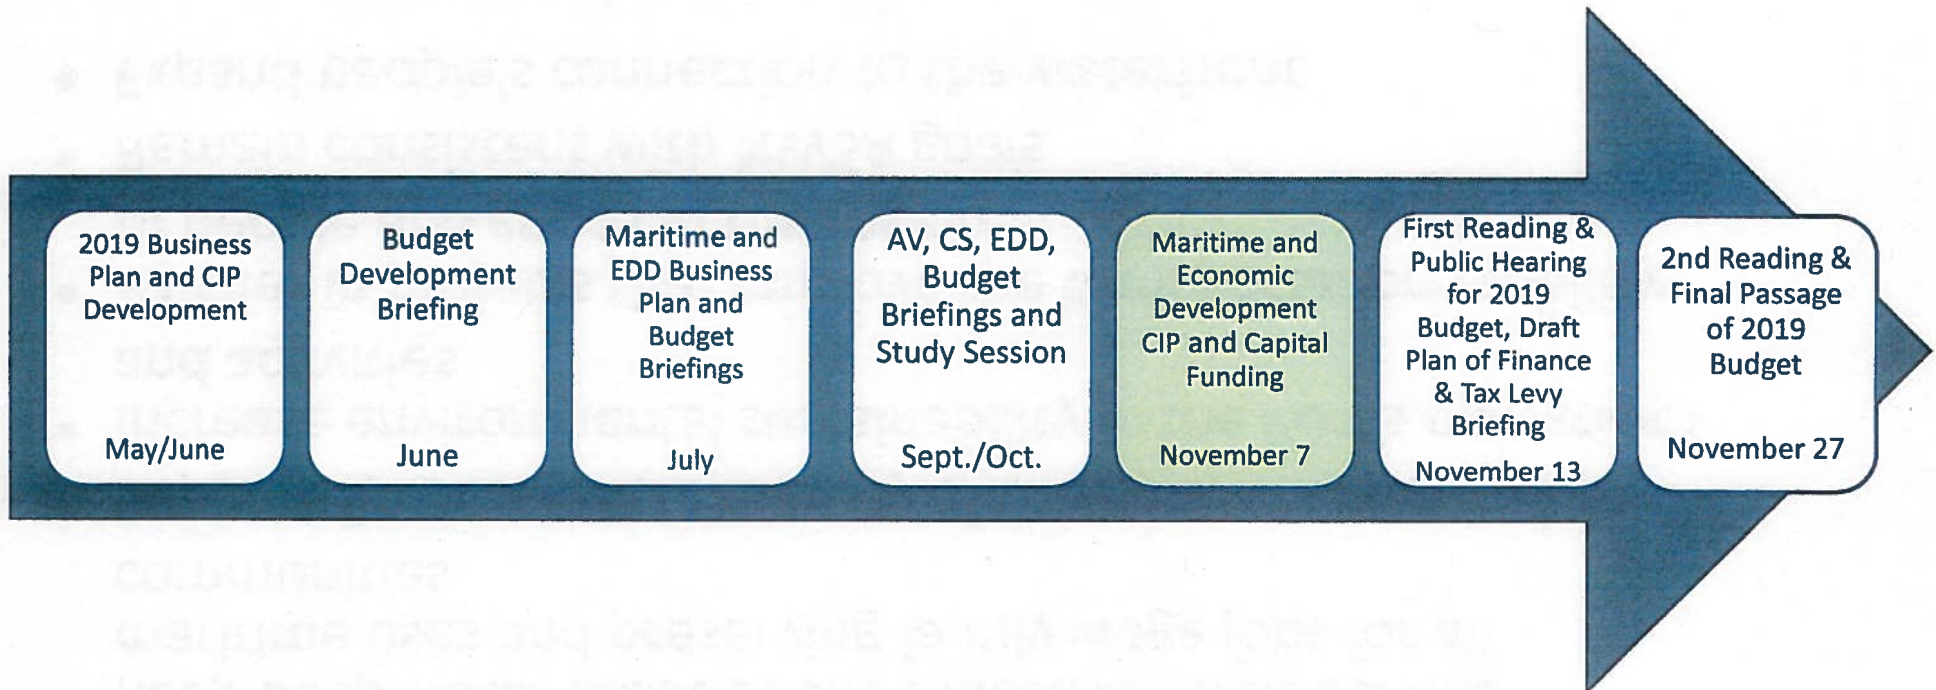 2019 Business
Plan and CIP
Development
May/June
Budget
Development
Briefing
June
Maritime and
EDD Business
Plan and
Budget
Briefings
July
AV, CS, EDD,
Budget
Briefings and
Study Session
Sept./Oct.
Maritime and
Economic
Development
CIP and Capital
Funding
November 7
First Reading &
Public Hearing
for 2019
Budget, Draft
Plan of Finance
& Tax Levy
Briefing
November 13
2nd Reading &
Final Passage
of 2019
Budget
November 27